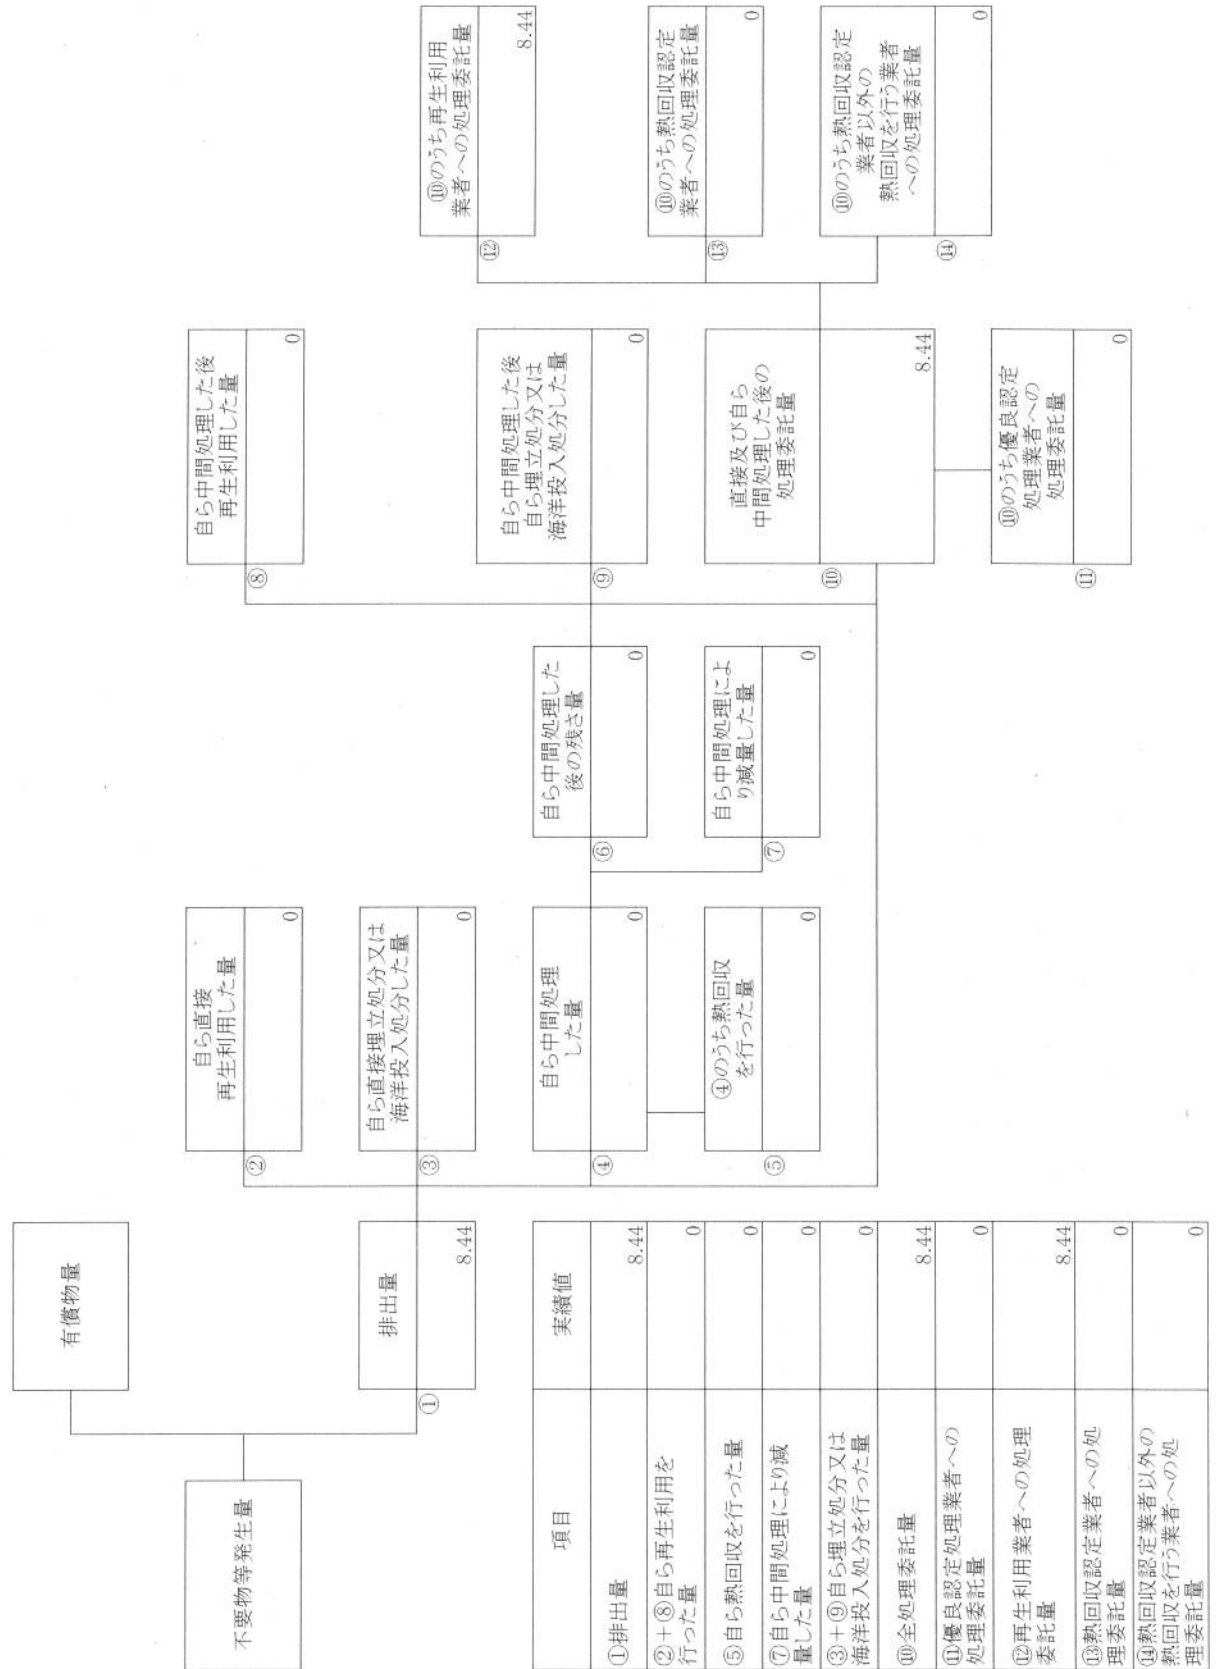 不要物等発生量
有償物量
①
排出量
8.44
②
自ら直接
再生利用した量
0
③
自ら直接埋立処分又は
海洋投入処分した量
0
④
自ら中間処理
した量
0
⑤
④のうち熱回収
を行った量
0
⑥
自ら中間処理した
後の残さ量
0
⑦
自ら中間処理によ
り減量した量
0
⑧
自ら中間処理した後
再生利用した量
0
⑨
自ら中間処理した後
自ら埋立処分又は
海洋投入処分した量
0
⑩
直接及び自ら
中間処理した後の
処理委託量
8.44
⑪
⑩のうち優良認定
処理業者への
処理委託量
0
⑫
⑩のうち再生利用
業者への処理委託量
8.44
⑬
⑩のうち熱回収認定
業者への処理委託量
0
⑭
⑩のうち熱回収認定
業者以外の
熱回収を行う業者
への処理委託量
0
項目 実績値
①排出量 8.44
②+⑧自ら再生利用を
行った量 0
⑤自ら熱回収を行った量 0
⑦自ら中間処理により減
量した量 0
③+⑨自ら埋立処分又は
海洋投入処分を行った量 0
⑩全処理委託量 8.44
⑪優良認定処理業者への
処理委託量 0
⑫再生利用業者への処理
委託量 8.44
⑬熱回収認定業者への処
理委託量 0
⑭熱回収認定業者以外の
熱回収を行う業者への処
理委託量 0